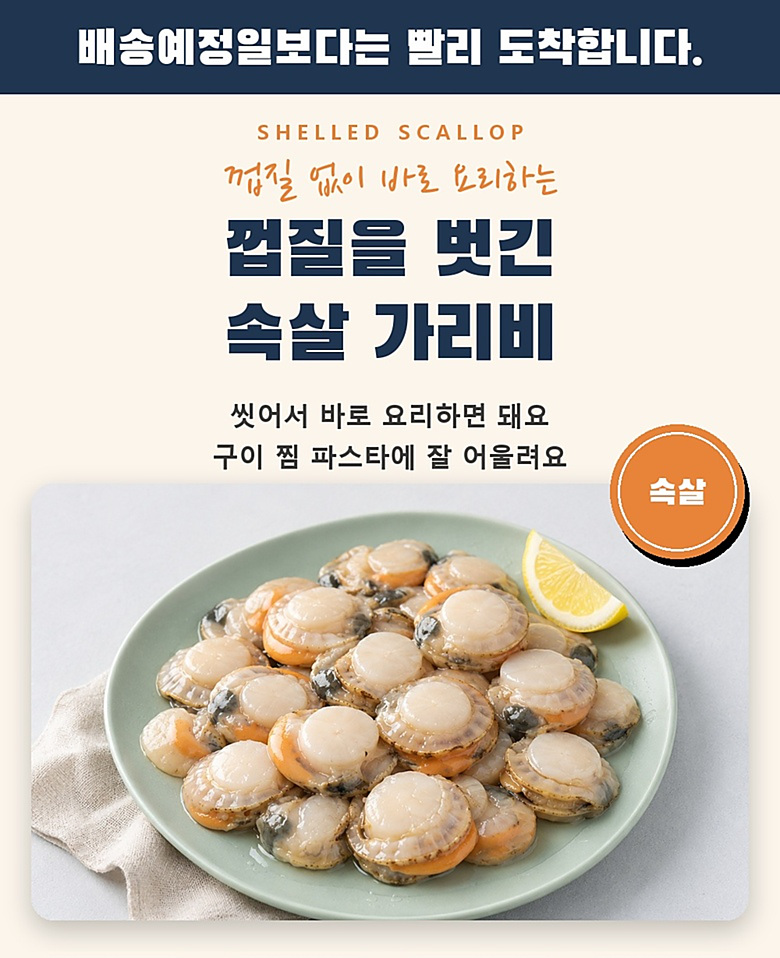 배송예정일보다는 빨리 도착합니다.
SHELLED SCALLOP
껍질 없이 바로 요리하는
껍질을 벗긴
속살 가리비
씻어서 바로 요리하면 돼요
구이 찜 파스타에 잘 어울려요
속살